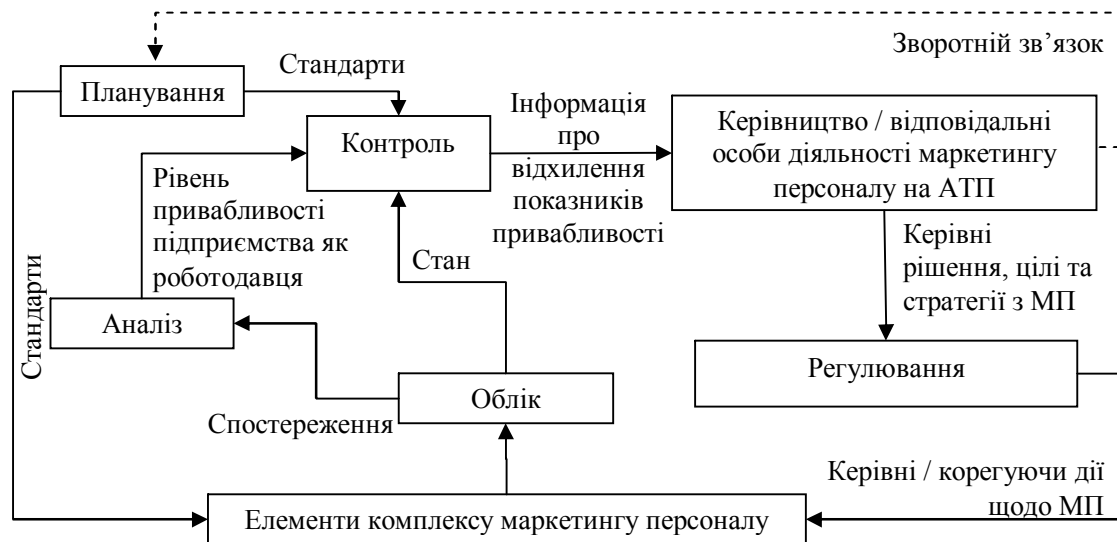 Зворотній зв’язок
Планування
Стандарти
Контроль
Інформація
про
відхилення
показників
привабливості
Керівництво / відповідальні
особи діяльності маркетингу
персоналу на АТП
Рівень
привабливості
підприємства як
роботодавця
Стан
Керівні
рішення, цілі та
стратегії з МП
Стандарти
Аналіз
Регулювання
Облік
Спостереження
Керівні / корегуючи дії
щодо МП
Елементи комплексу маркетингу персоналу